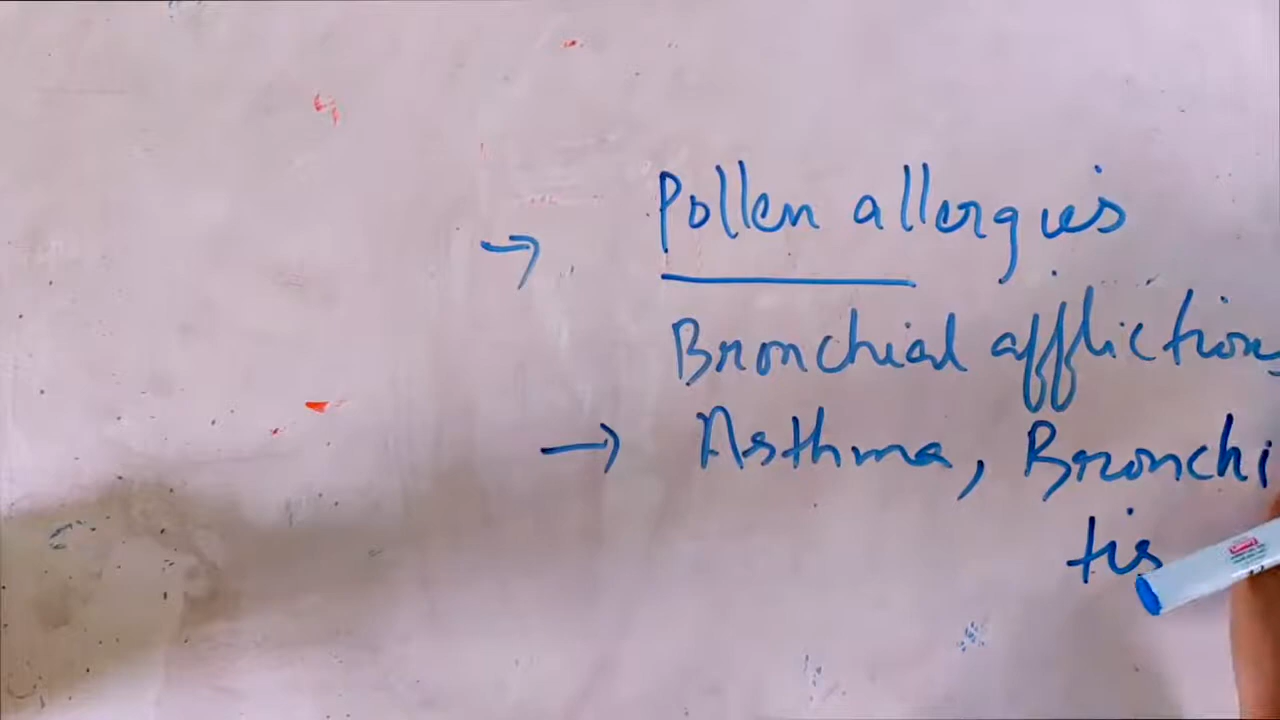 → Pollen allergies
Bronchial afflictions
→ Asthma, Bronchi
tis